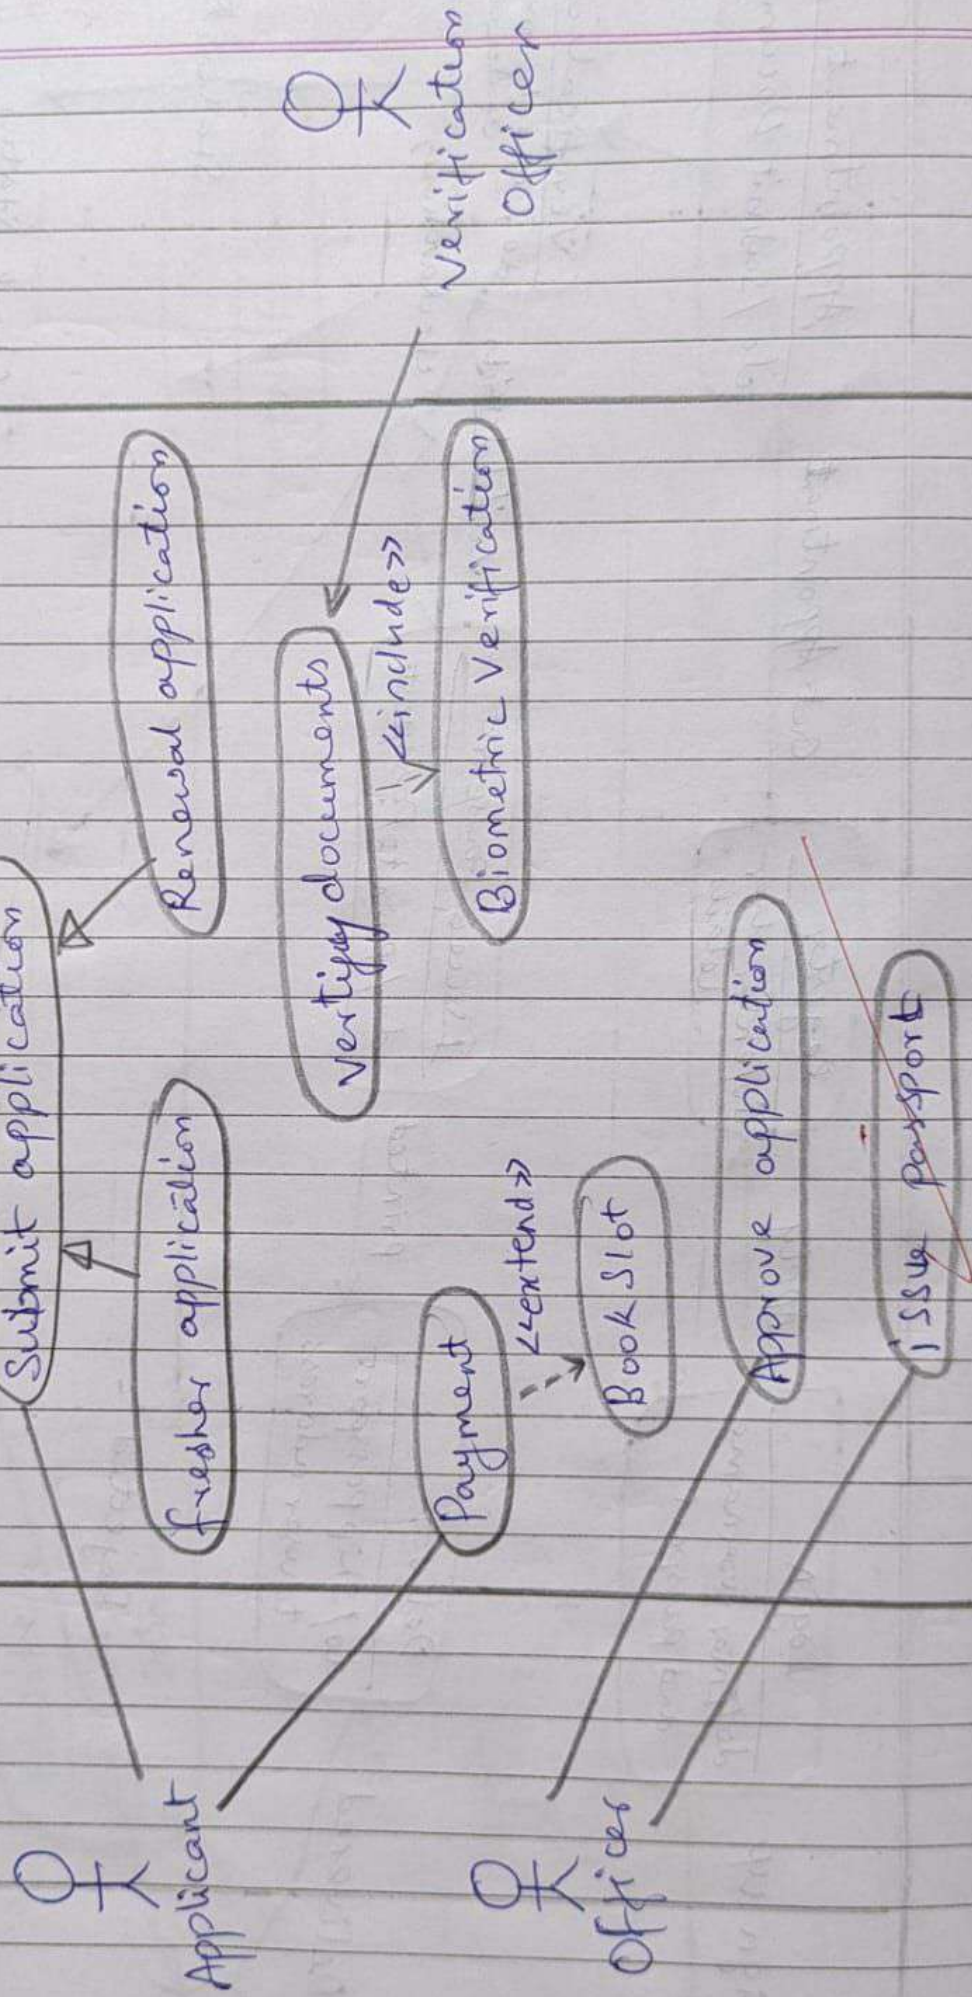 Submit application
Renewal application
fresher application
Applicant
Verification
Officer
Vertify documents
<<include>>
Biometric Verification
Payment
<<extend>>
Book Slot
Officer
Approve application
issue passport